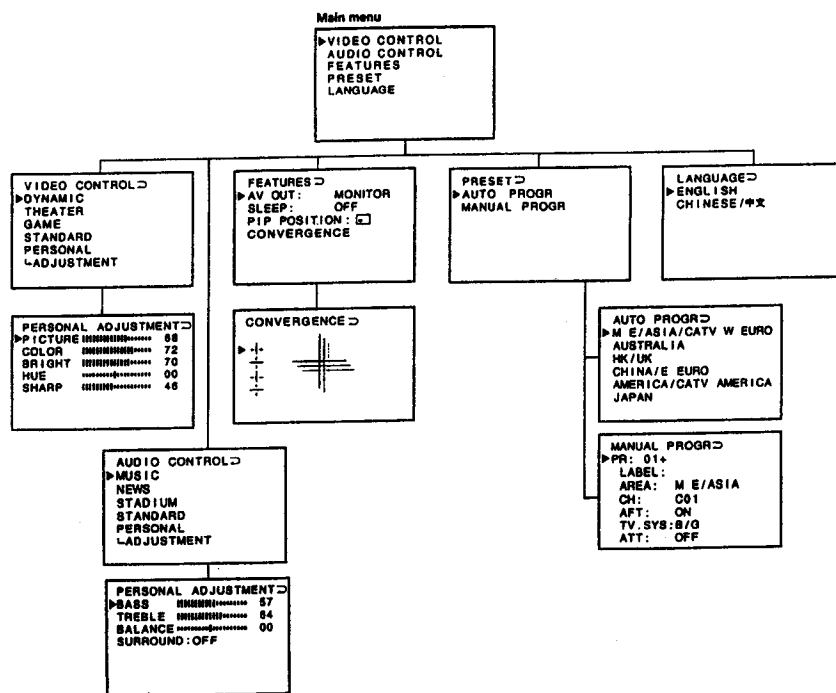 Main menu
▶VIDEO CONTROL
AUDIO CONTROL
FEATURES
PRESET
LANGUAGE
VIDEO CONTROL⊃
▶DYNAMIC
THEATER
GAME
STANDARD
PERSONAL
ADJUSTMENT
FEATURES⊃
▶AV OUT: MONITOR
SLEEP: OFF
PIP POSITION:
CONVERGENCE
PRESET⊃
▶AUTO PROGR
MANUAL PROGR
LANGUAGE⊃
▶ENGLISH
CHINESE/中文
PERSONAL ADJUSTMENT⊃
▶PICTURE 68
COLOR 72
BRIGHT 70
HUE 00
SHARP 46
CONVERGENCE⊃
AUTO PROGR⊃
▶M E/ASIA/CATV W EURO
AUSTRALIA
HK/UK
CHINA/E EURO
AMERICA/CATV AMERICA
JAPAN
AUDIO CONTROL⊃
▶MUSIC
NEWS
STADIUM
STANDARD
PERSONAL
ADJUSTMENT
MANUAL PROGR⊃
▶PR: 01+
LABEL:
AREA: M E/ASIA
CH: C01
AFT: ON
TV.SYS:B/G
ATT: OFF
PERSONAL ADJUSTMENT⊃
▶BASS 57
TREBLE 64
BALANCE 00
SURROUND:OFF